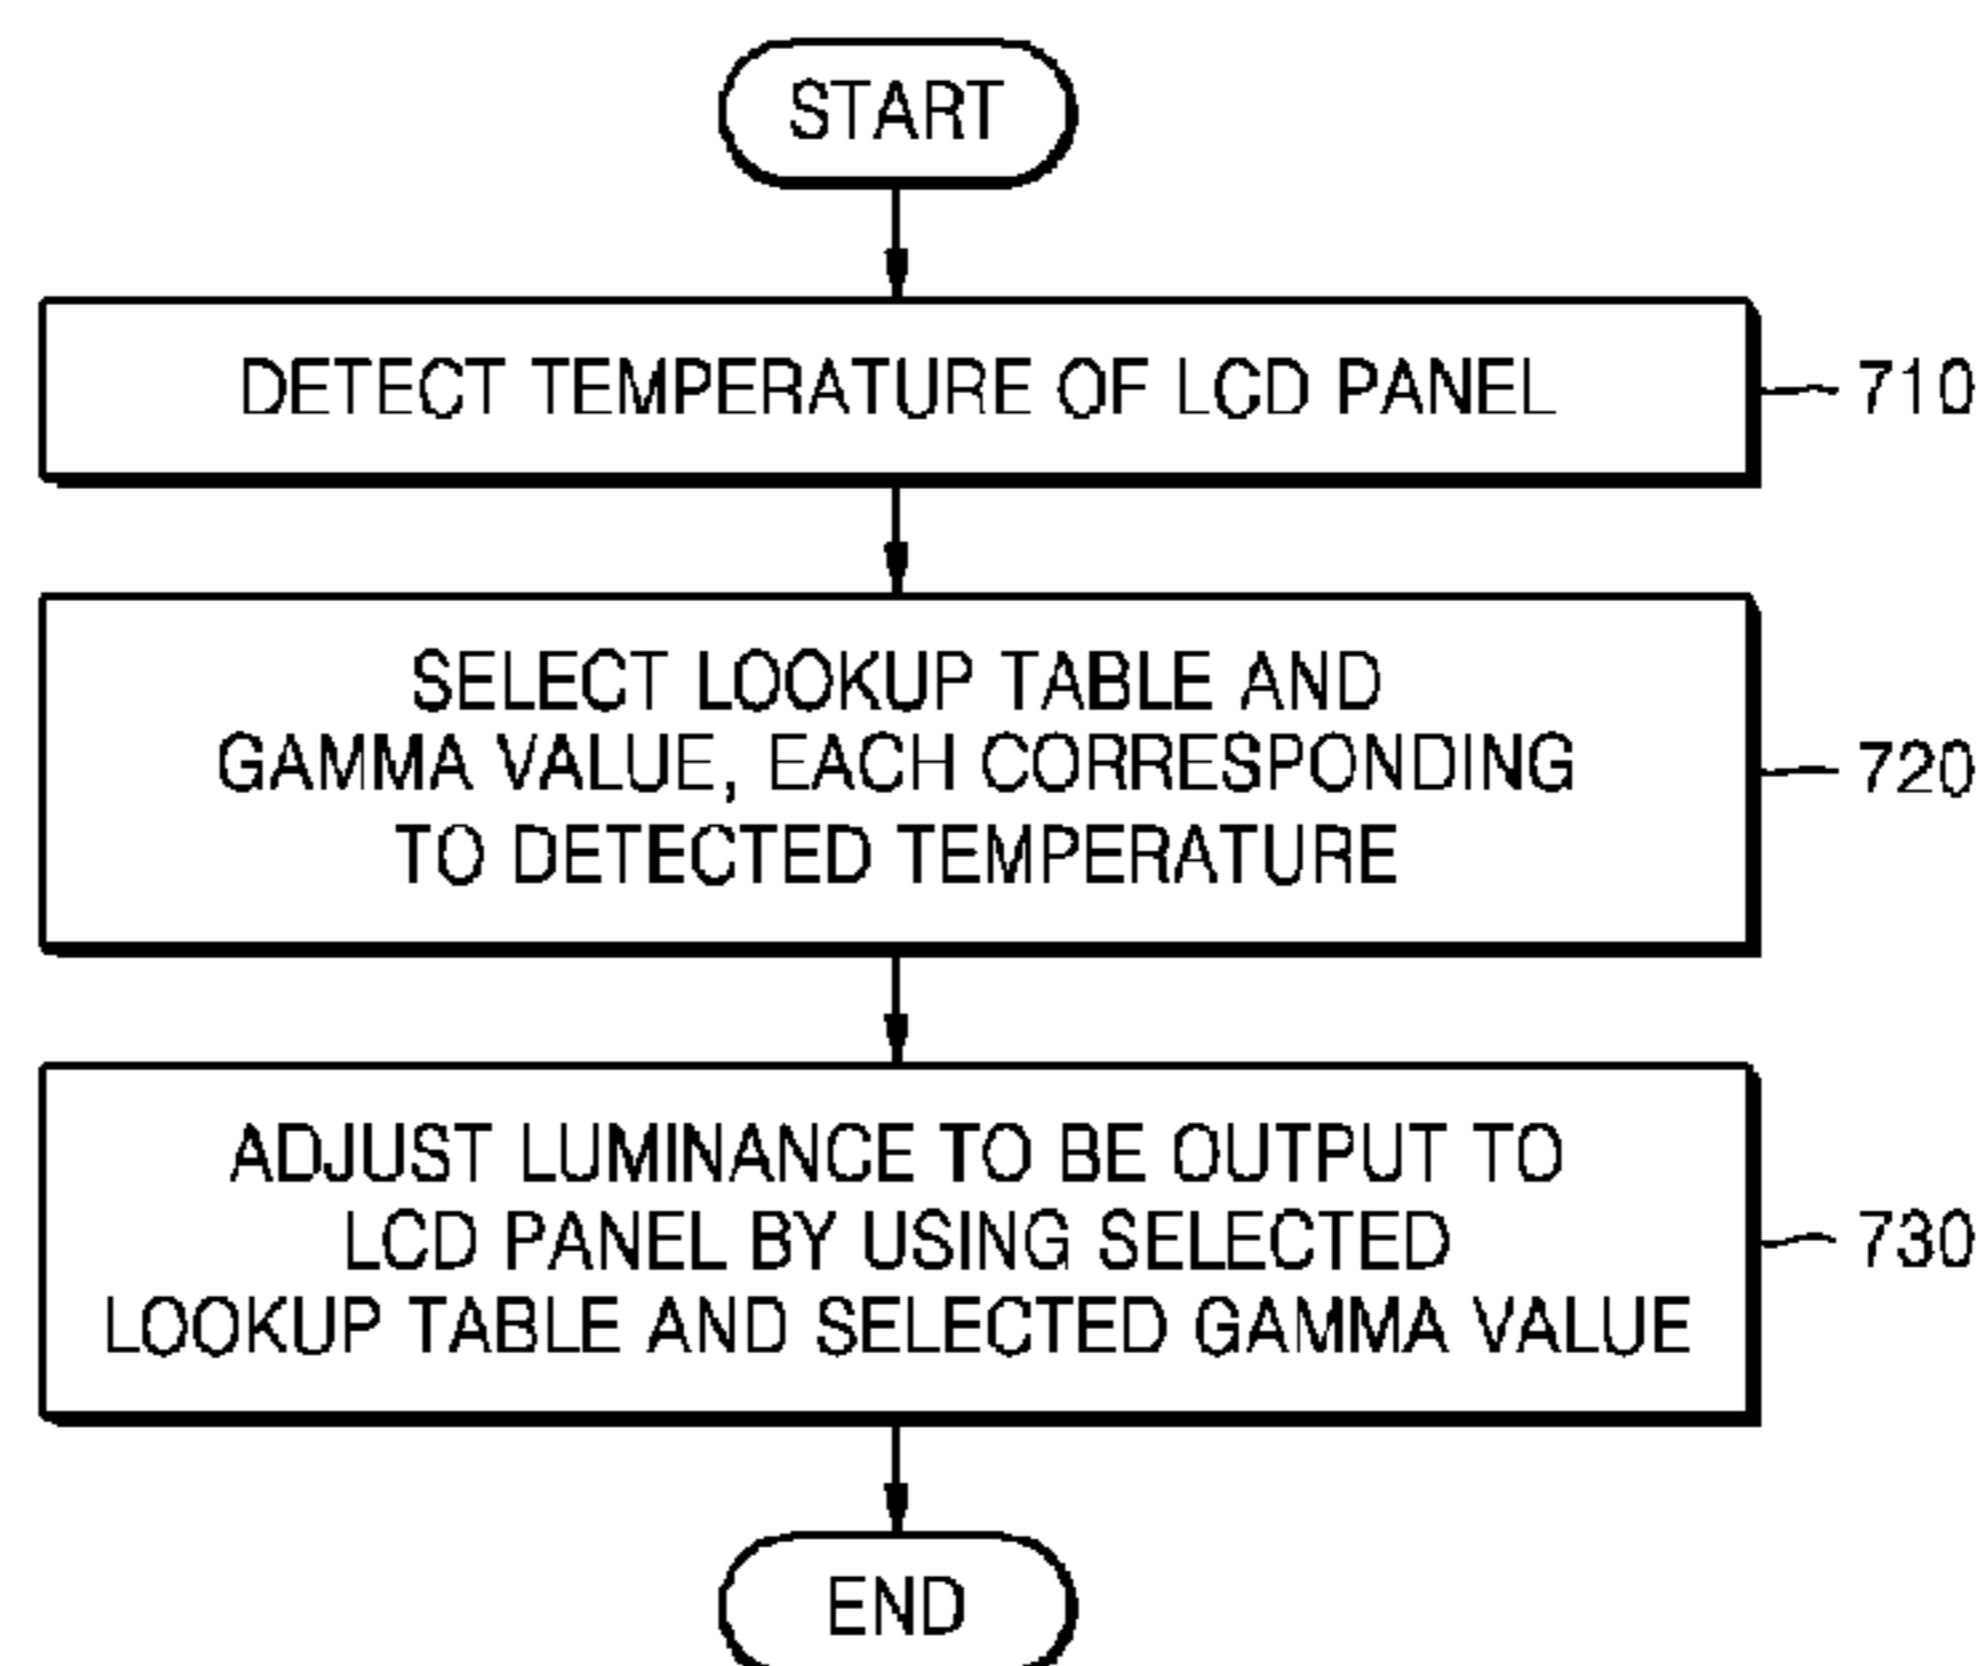 START
DETECT TEMPERATURE OF LCD PANEL
710
SELECT LOOKUP TABLE AND
GAMMA VALUE, EACH CORRESPONDING
TO DETECTED TEMPERATURE
720
ADJUST LUMINANCE TO BE OUTPUT TO
LCD PANEL BY USING SELECTED
LOOKUP TABLE AND SELECTED GAMMA VALUE
730
END